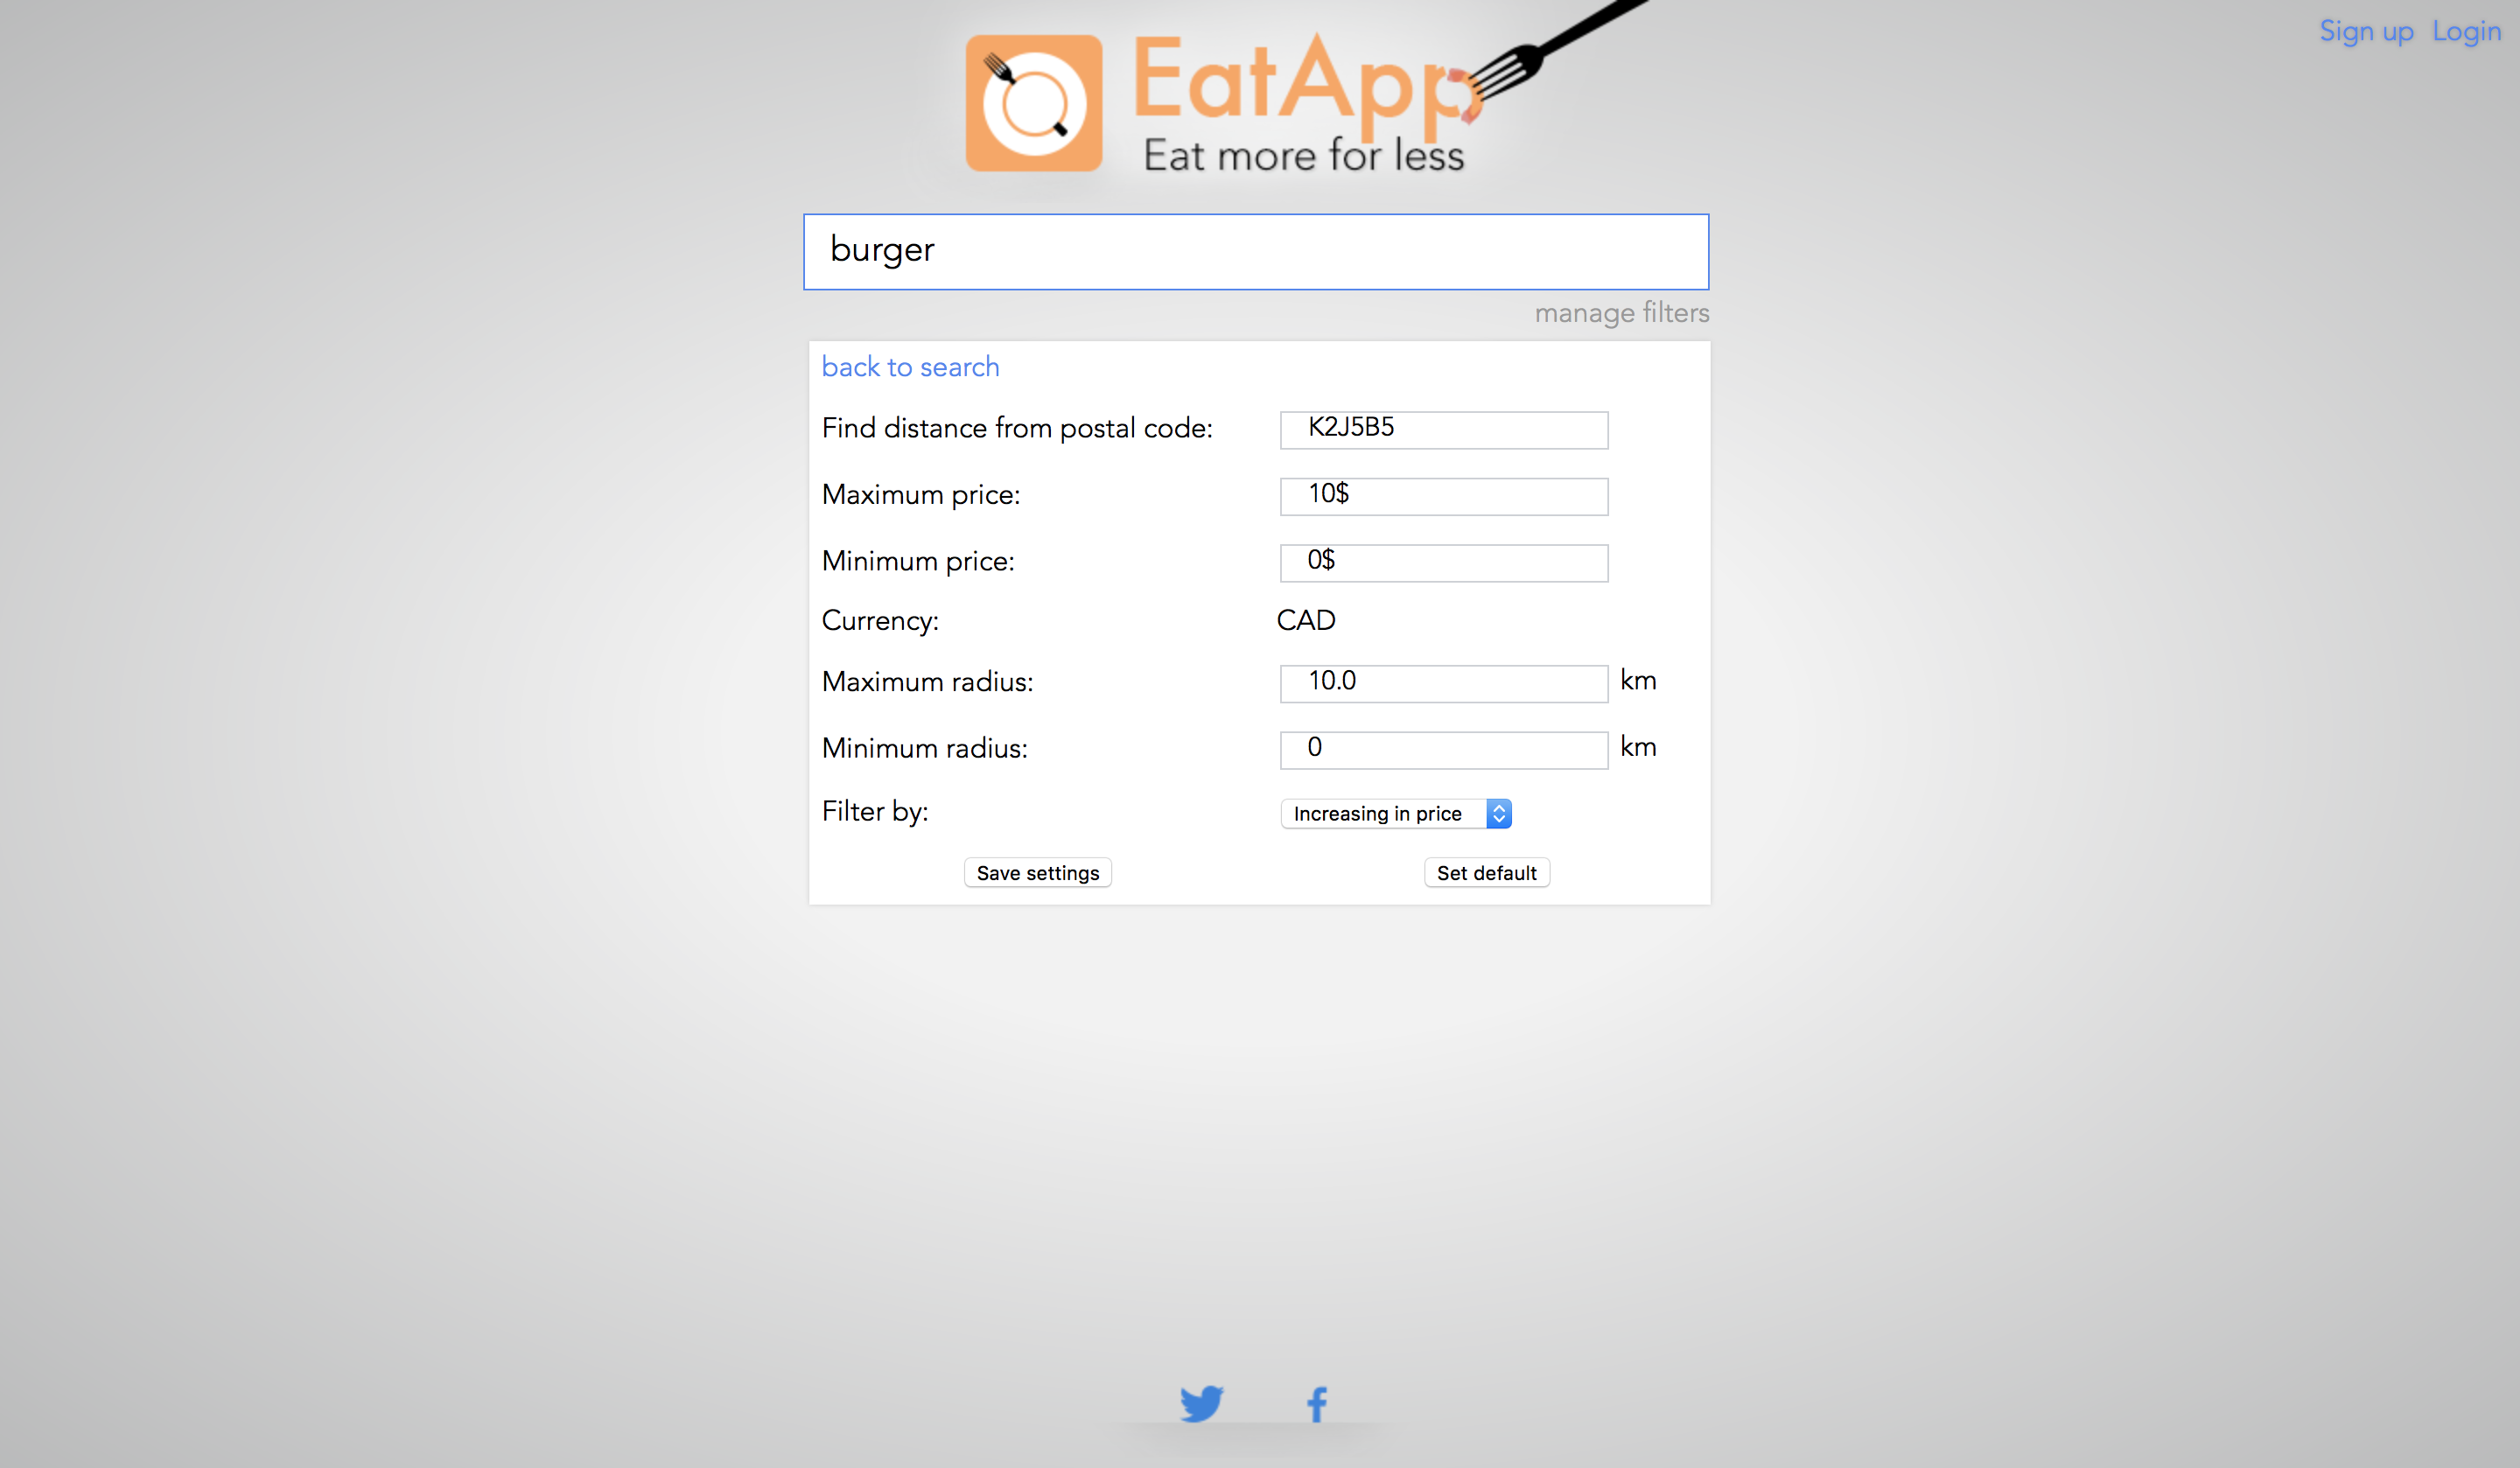 Sign up Login
EatApp
Eat more for less
burger
manage filters
back to search
Find distance from postal code: K2J5B5
Maximum price: 10$
Minimum price: 0$
Currency: CAD
Maximum radius: 10.0 km
Minimum radius: 0 km
Filter by: Increasing in price
Save settings Set default